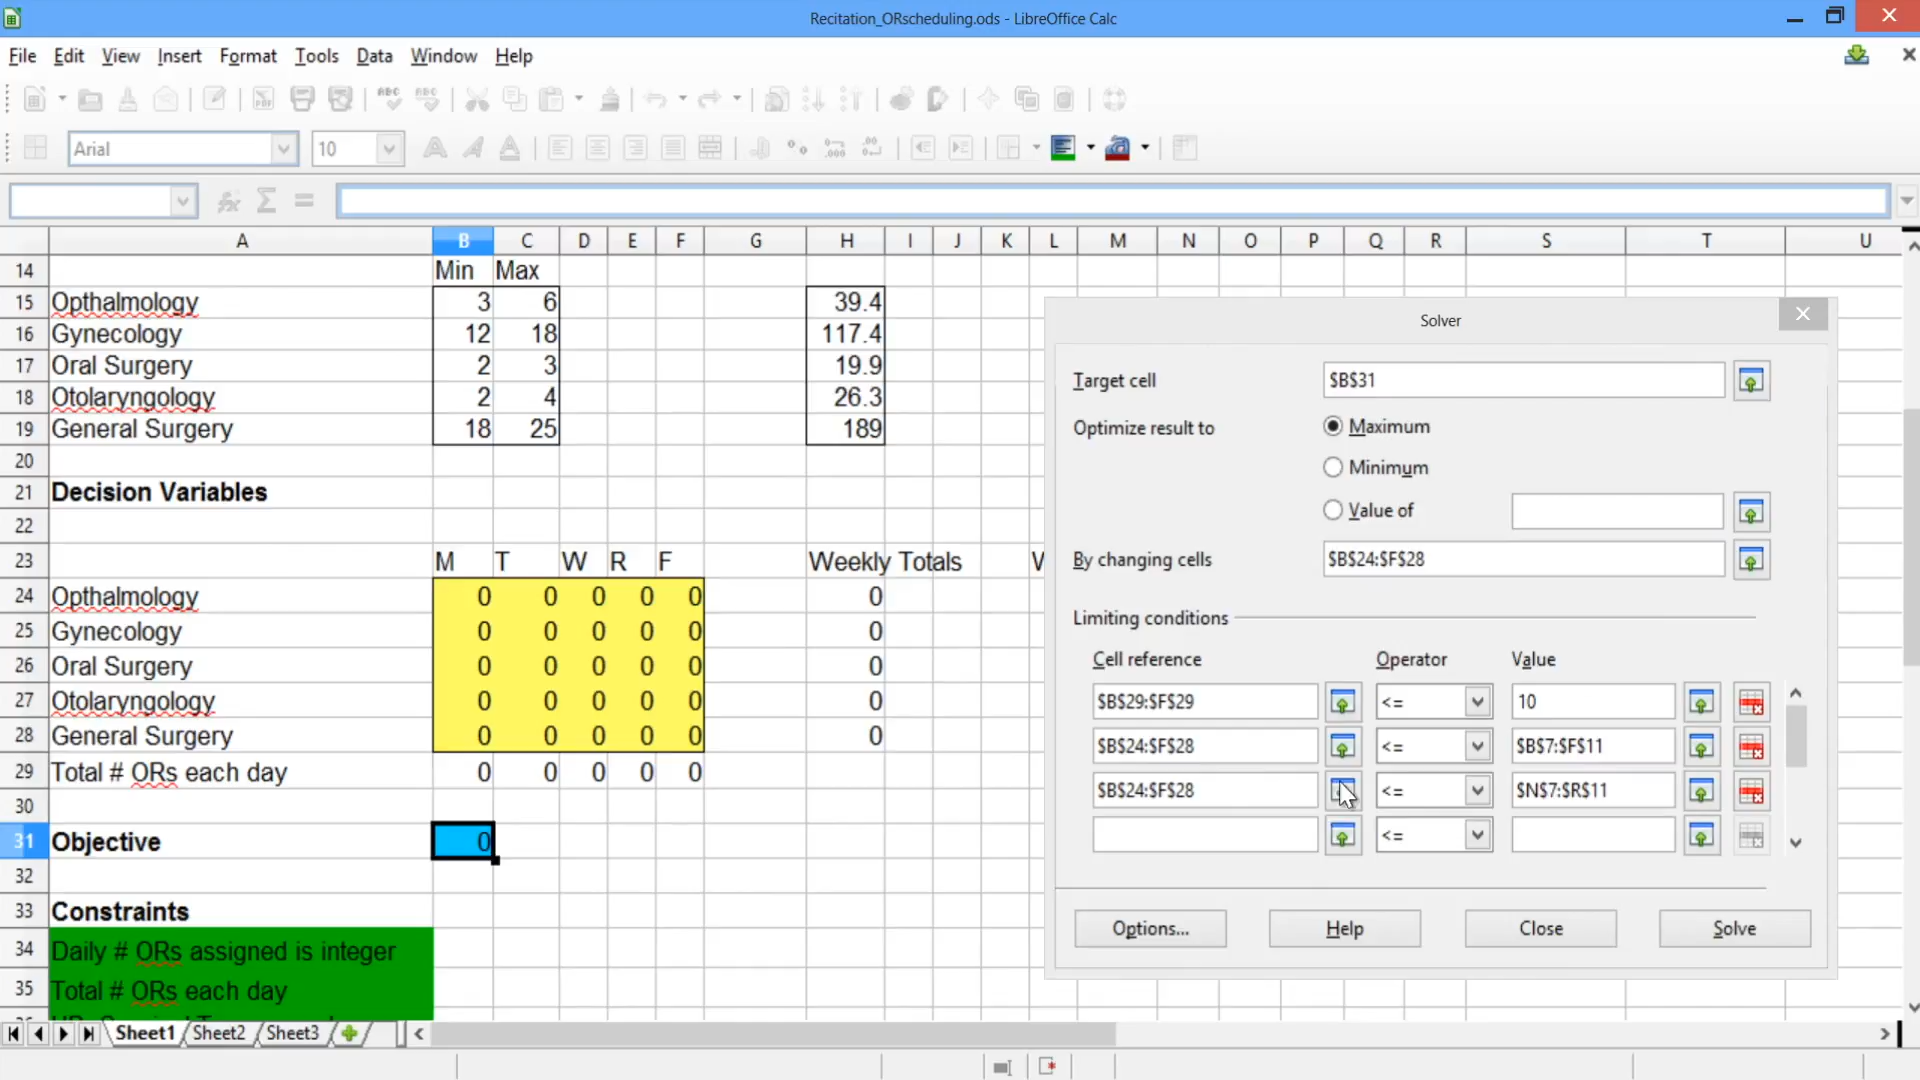 Recitation_ORscheduling.ods - LibreOffice Calc
File Edit View Insert Format Tools Data Window Help
Arial 10
A B C D E F G H I J K L M N O P Q R S T U
14 Min Max
15 Opthalmology 3 6 39.4
16 Gynecology 12 18 117.4
17 Oral Surgery 2 3 19.9
18 Otolaryngology 2 4 26.3
19 General Surgery 18 25 189
20
21 Decision Variables
22
23 M T W R F Weekly Totals W
24 Opthalmology 0 0 0 0 0 0
25 Gynecology 0 0 0 0 0 0
26 Oral Surgery 0 0 0 0 0 0
27 Otolaryngology 0 0 0 0 0 0
28 General Surgery 0 0 0 0 0 0
29 Total # ORs each day 0 0 0 0 0
30
31 Objective 0
32
33 Constraints
34 Daily # ORs assigned is integer
35 Total # ORs each day
Sheet1 Sheet2 Sheet3
Solver
Target cell $B$31
Optimize result to Maximum
Minimum
Value of
By changing cells $B$24:$F$28
Limiting conditions
Cell reference Operator Value
$B$29:$F$29 <= 10
$B$24:$F$28 <= $B$7:$F$11
$B$24:$F$28 <= $N$7:$R$11
<=
Options... Help Close Solve